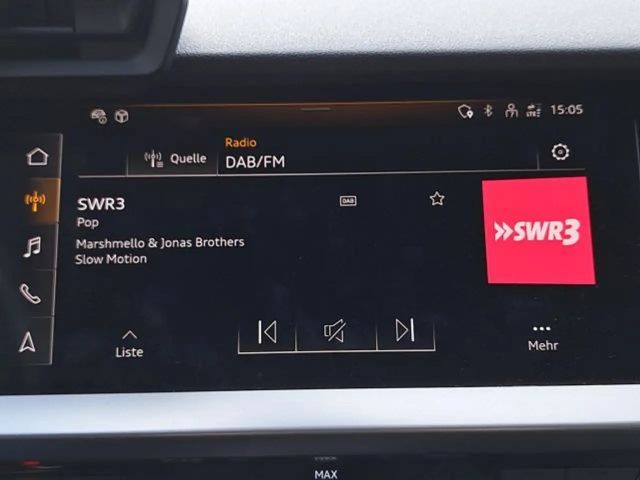 15:05
Radio
Quelle
DAB/FM
SWR3
DAB
Pop
Marshmello & Jonas Brothers
Slow Motion
SWR3
Liste
Mehr
MAX